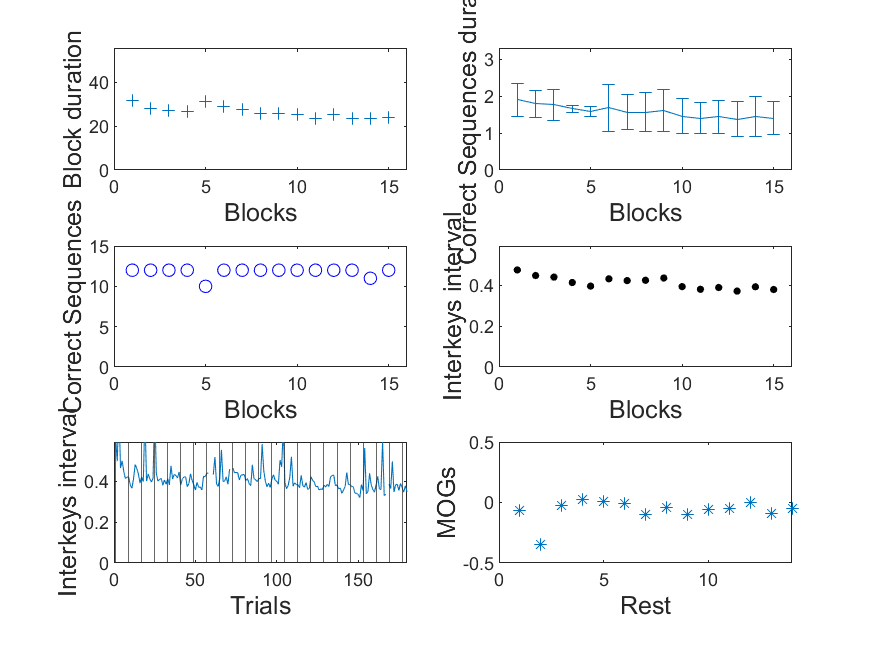 Block duration
40
20
0
0 5 10 15
Blocks
Correct Sequences dura
3
2
1
0
0 5 10 15
Blocks
Correct Sequences
15
10
5
0
0 5 10 15
Blocks
Interkeys interval
0.4
0.2
0
0 5 10 15
Blocks
Interkeys interval
0.4
0.2
0
0 50 100 150
Trials
MOGs
0.5
0
-0.5
0 5 10
Rest